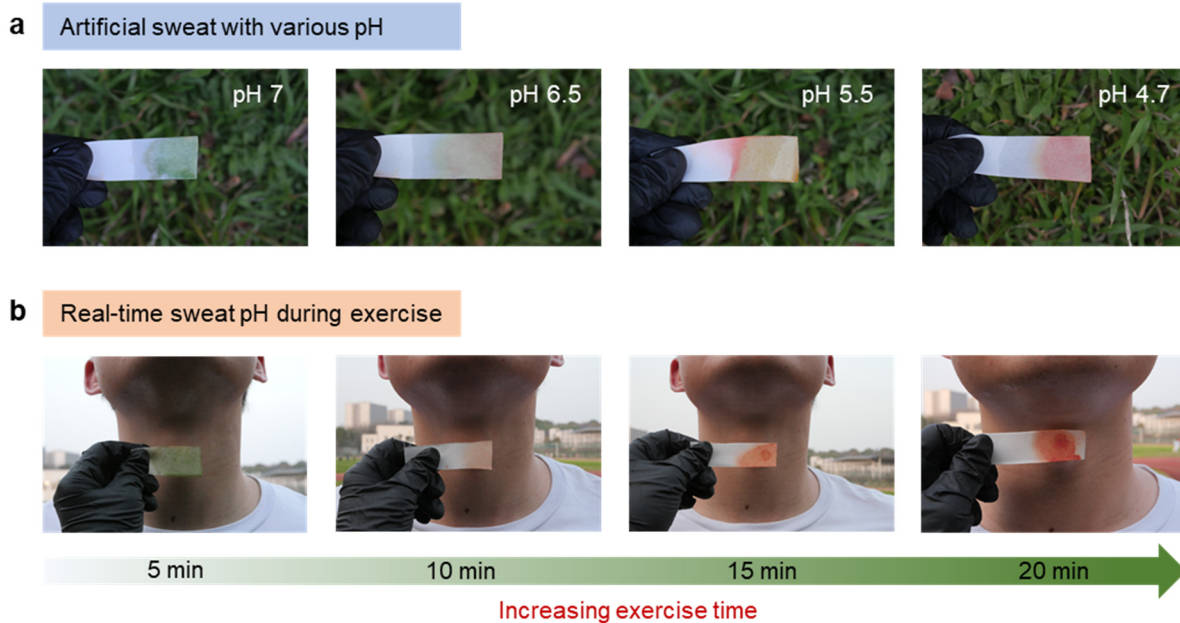 a
Artificial sweat with various pH
pH 7
pH 6.5
pH 5.5
pH 4.7
b
Real-time sweat pH during exercise
5 min
10 min
15 min
20 min
Increasing exercise time